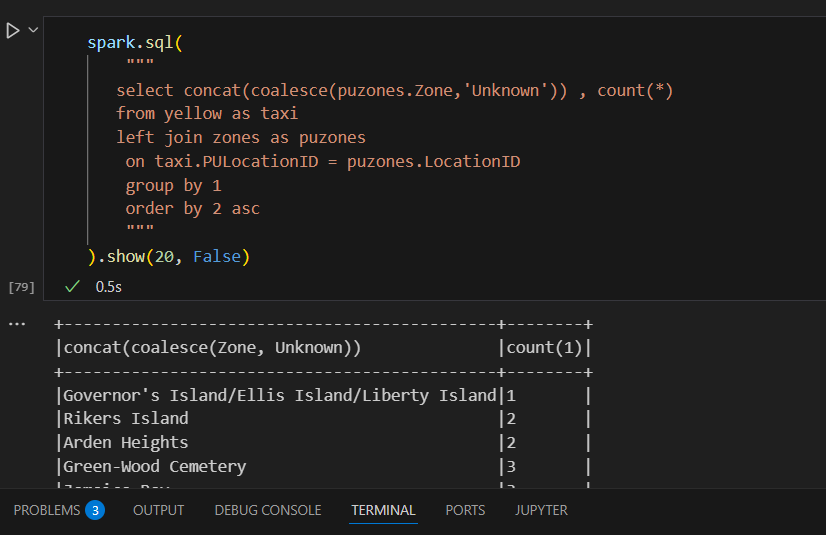 spark.sql(
"""
select concat(coalesce(puzones.Zone,'Unknown')) , count(*)
from yellow as taxi
left join zones as puzones
on taxi.PULocationID = puzones.LocationID
group by 1
order by 2 asc
"""
).show(20, False)
[79] 0.5s
...
+---------------------------------------------+--------+
|concat(coalesce(Zone, Unknown))              |count(1)|
+---------------------------------------------+--------+
|Governor's Island/Ellis Island/Liberty Island|1       |
|Rikers Island                                |2       |
|Arden Heights                                |2       |
|Green-Wood Cemetery                          |3       |
PROBLEMS 3 OUTPUT DEBUG CONSOLE TERMINAL PORTS JUPYTER